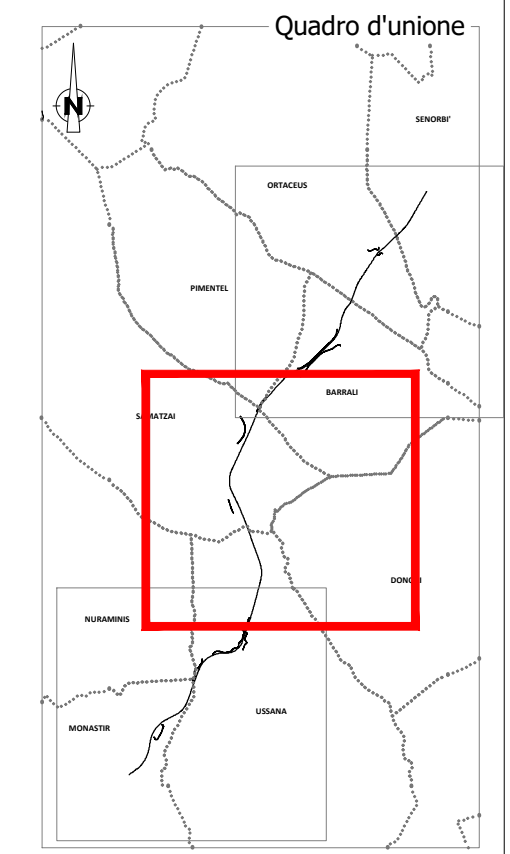 Quadro d'unione
N
SENORBI'
ORTACEUS
PIMENTEL
BARRALI
SAMATZAI
DONORI
NURAMINIS
USSANA
MONASTIR